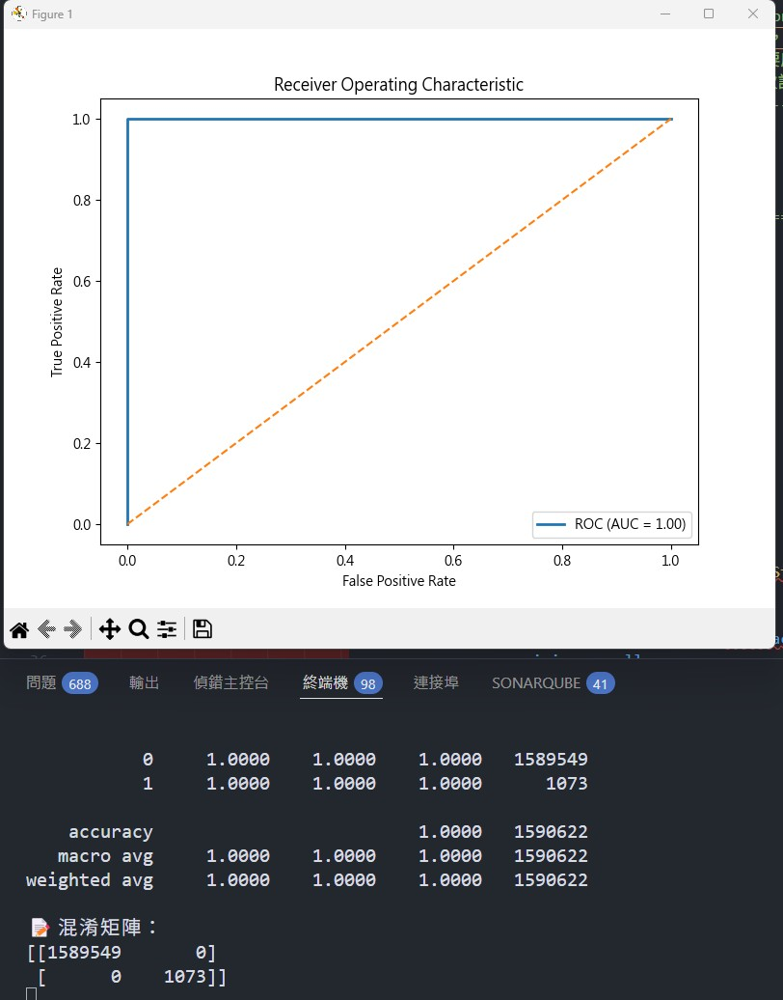 Figure 1
Receiver Operating Characteristic
1.0
0.8
0.6
0.4
0.2
0.0
True Positive Rate
ROC (AUC = 1.00)
0.0 0.2 0.4 0.6 0.8 1.0
False Positive Rate
問題 688 輸出 偵錯主控台 終端機 98 連接埠 SONARQUBE 41
0 1.0000 1.0000 1.0000 1589549
1 1.0000 1.0000 1.0000 1073
accuracy 1.0000 1590622
macro avg 1.0000 1.0000 1.0000 1590622
weighted avg 1.0000 1.0000 1.0000 1590622
📝 混淆矩陣：
[[1589549 0]
[ 0 1073]]